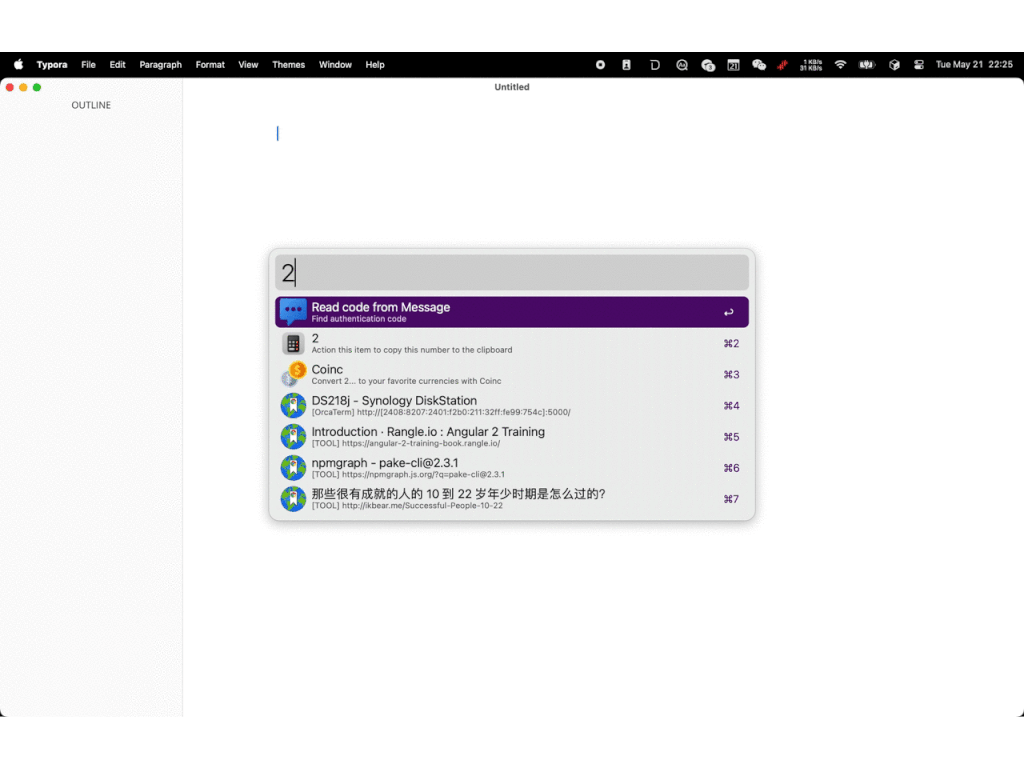 Typora File Edit Paragraph Format View Themes Window Help 21 1 KB/s 31 KB/s Tue May 21 22:25
Untitled
OUTLINE
2
Read code from Message
Find authentication code
2
Action this item to copy this number to the clipboard
⌘2
Coinc
Convert 2... to your favorite currencies with Coinc
⌘3
DS218j - Synology DiskStation
[OrcaTerm] http://[2408:8207:2401:f2b0:211:32ff:fe99:754c]:5000/
⌘4
Introduction · Rangle.io : Angular 2 Training
[TOOL] https://angular-2-training-book.rangle.io/
⌘5
npmgraph - pake-cli@2.3.1
[TOOL] https://npmgraph.js.org/?q=pake-cli@2.3.1
⌘6
那些很有成就的人的 10 到 22 岁年少时期是怎么过的?
[TOOL] http://ikbear.me/Successful-People-10-22
⌘7